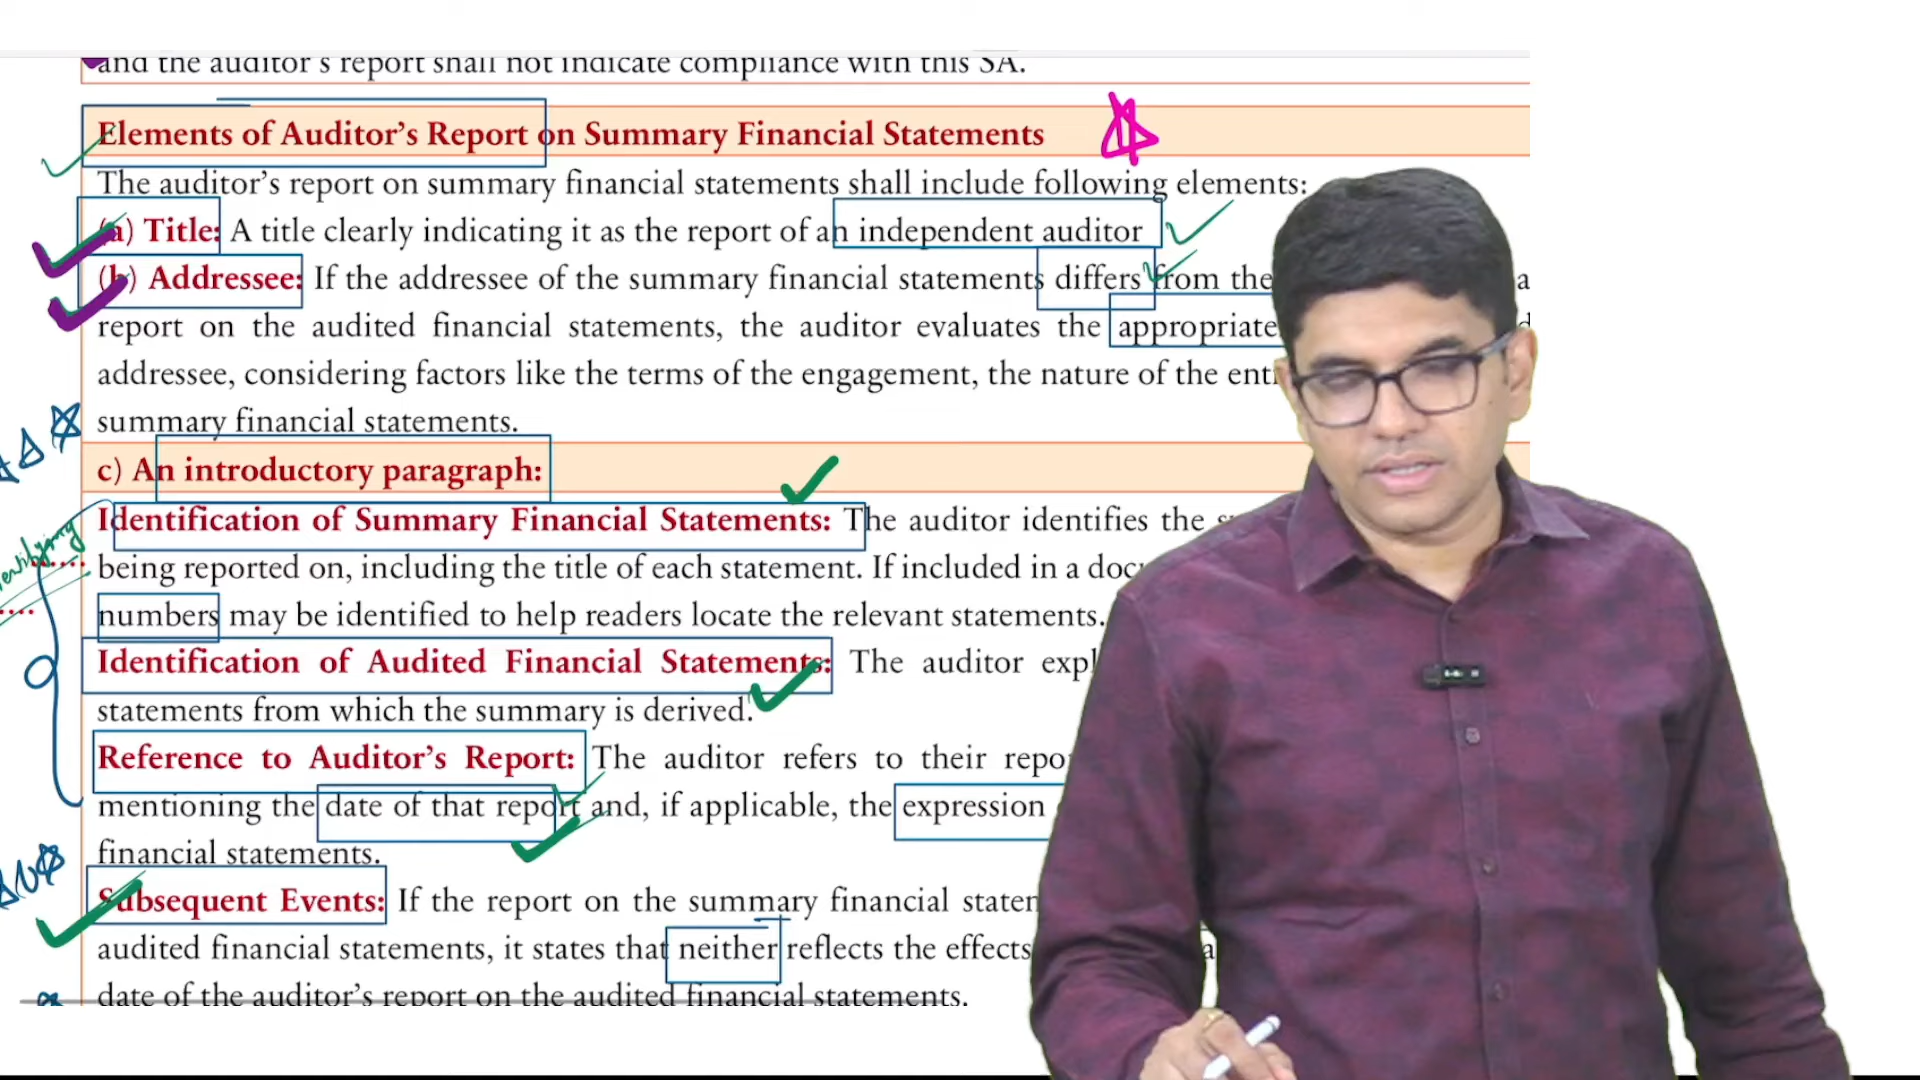 and the auditor's report shall not indicate compliance with this SA.
Elements of Auditor's Report on Summary Financial Statements
The auditor's report on summary financial statements shall include following elements:
(a) Title: A title clearly indicating it as the report of an independent auditor
(b) Addressee: If the addressee of the summary financial statements differs from the
report on the audited financial statements, the auditor evaluates the appropriate
addressee, considering factors like the terms of the engagement, the nature of the
summary financial statements.
c) An introductory paragraph:
Identification of Summary Financial Statements: The auditor identifies the
being reported on, including the title of each statement. If included in a
numbers may be identified to help readers locate the relevant statements.
Identification of Audited Financial Statements: The auditor
statements from which the summary is derived.
Reference to Auditor's Report: The auditor refers to their
mentioning the date of that report and, if applicable, the expression
financial statements.
Subsequent Events: If the report on the summary financial
audited financial statements, it states that neither reflects the effects
date of the auditor's report on the audited financial statements.